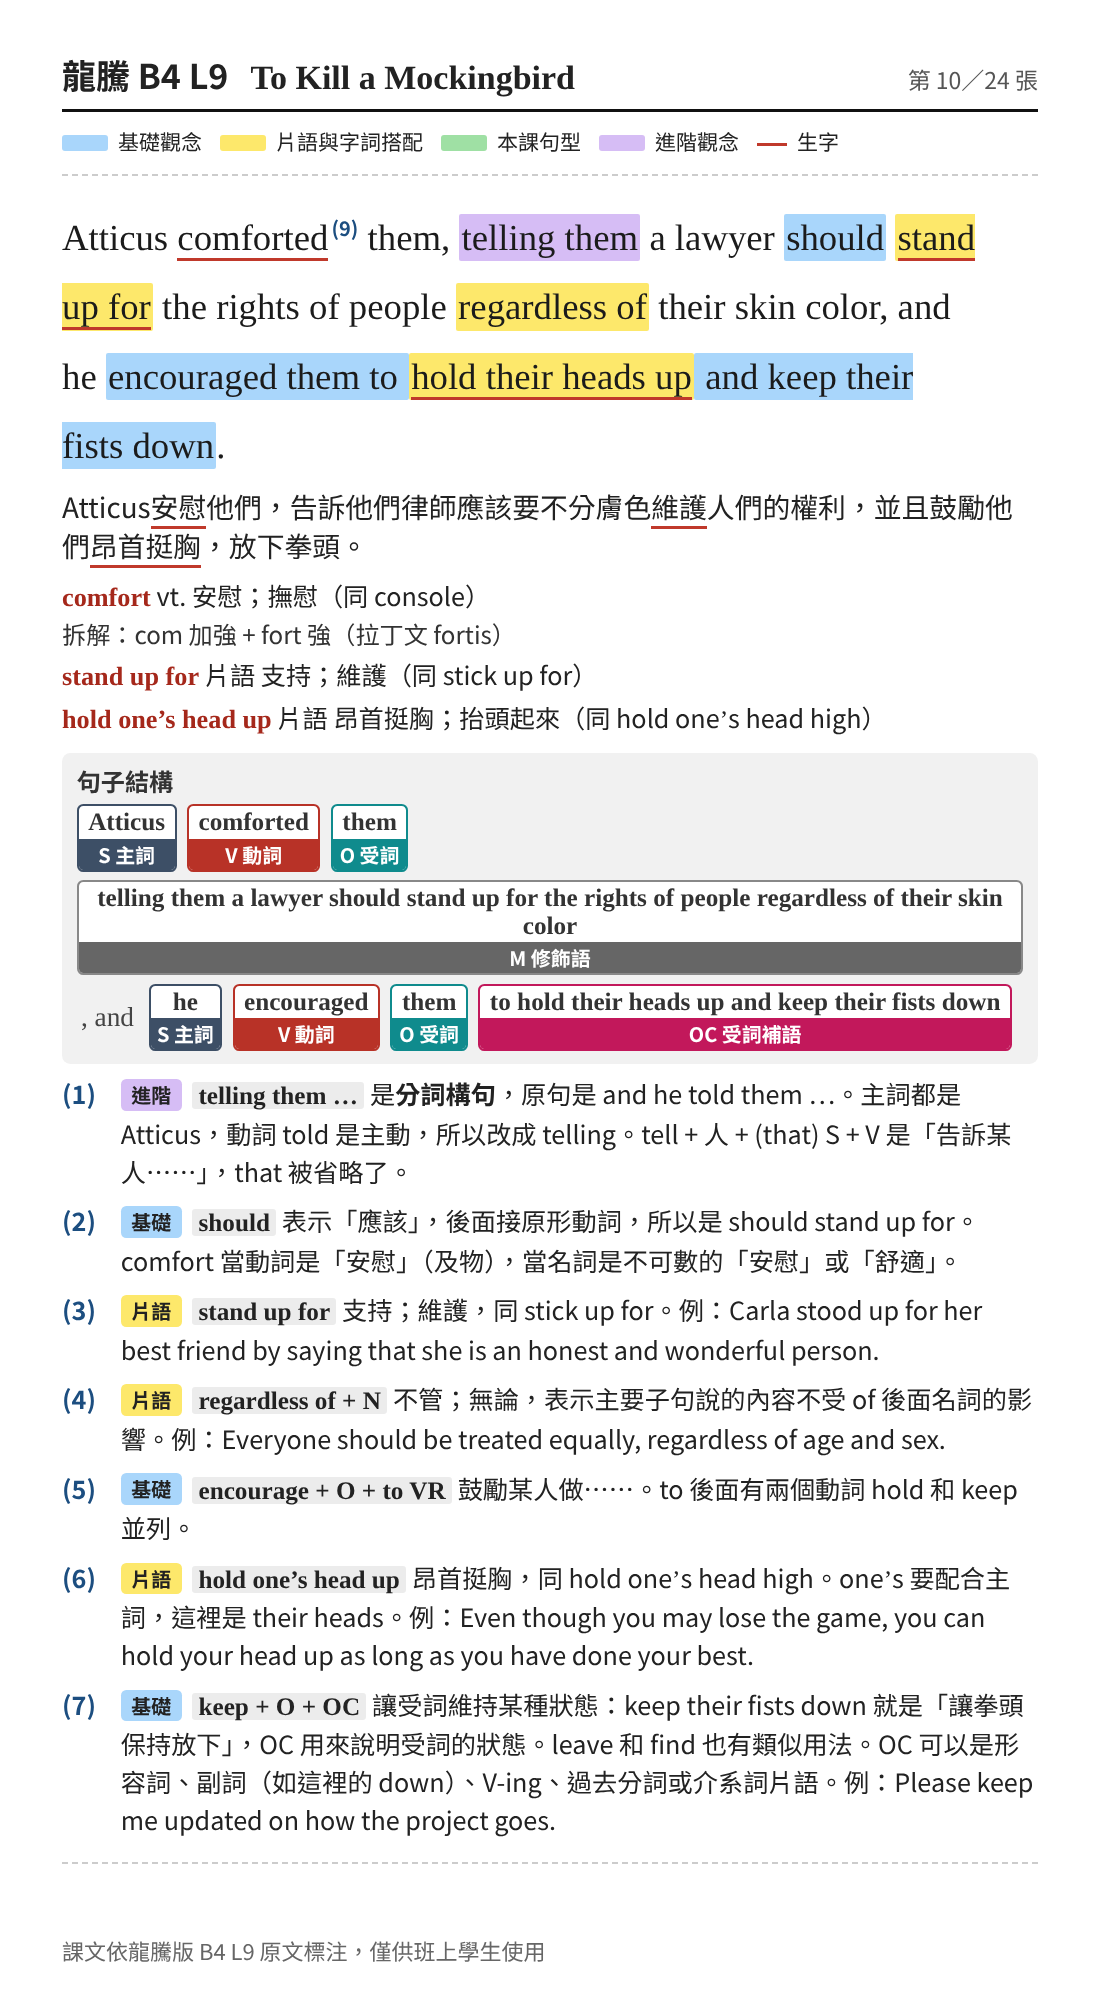 龍騰 B4 L9 To Kill a Mockingbird 第 10／24 張
基礎觀念 片語與字詞搭配 本課句型 進階觀念 生字
Atticus comforted(9) them, telling them a lawyer should stand
up for the rights of people regardless of their skin color, and
he encouraged them to hold their heads up and keep their
fists down.
Atticus安慰他們，告訴他們律師應該要不分膚色維護人們的權利，並且鼓勵他
們昂首挺胸，放下拳頭。
comfort vt. 安慰；撫慰（同 console）
拆解：com 加強 + fort 強（拉丁文 fortis）
stand up for 片語 支持；維護（同 stick up for）
hold one’s head up 片語 昂首挺胸；抬頭起來（同 hold one’s head high）
句子結構
Atticus comforted them
S 主詞 V 動詞 O 受詞
telling them a lawyer should stand up for the rights of people regardless of their skin
color
M 修飾語
, and he encouraged them to hold their heads up and keep their fists down
S 主詞 V 動詞 O 受詞 OC 受詞補語
(1) 進階 telling them … 是分詞構句，原句是 and he told them …。主詞都是
Atticus，動詞 told 是主動，所以改成 telling。tell + 人 + (that) S + V 是「告訴某
人……」，that 被省略了。
(2) 基礎 should 表示「應該」，後面接原形動詞，所以是 should stand up for。
comfort 當動詞是「安慰」（及物），當名詞是不可數的「安慰」或「舒適」。
(3) 片語 stand up for 支持；維護，同 stick up for。例：Carla stood up for her
best friend by saying that she is an honest and wonderful person.
(4) 片語 regardless of + N 不管；無論，表示主要子句說的內容不受 of 後面名詞的影
響。例：Everyone should be treated equally, regardless of age and sex.
(5) 基礎 encourage + O + to VR 鼓勵某人做……。to 後面有兩個動詞 hold 和 keep
並列。
(6) 片語 hold one’s head up 昂首挺胸，同 hold one’s head high。one’s 要配合主
詞，這裡是 their heads。例：Even though you may lose the game, you can
hold your head up as long as you have done your best.
(7) 基礎 keep + O + OC 讓受詞維持某種狀態：keep their fists down 就是「讓拳頭
保持放下」，OC 用來說明受詞的狀態。leave 和 find 也有類似用法。OC 可以是形
容詞、副詞（如這裡的 down）、V-ing、過去分詞或介系詞片語。例：Please keep
me updated on how the project goes.
課文依龍騰版 B4 L9 原文標注，僅供班上學生使用